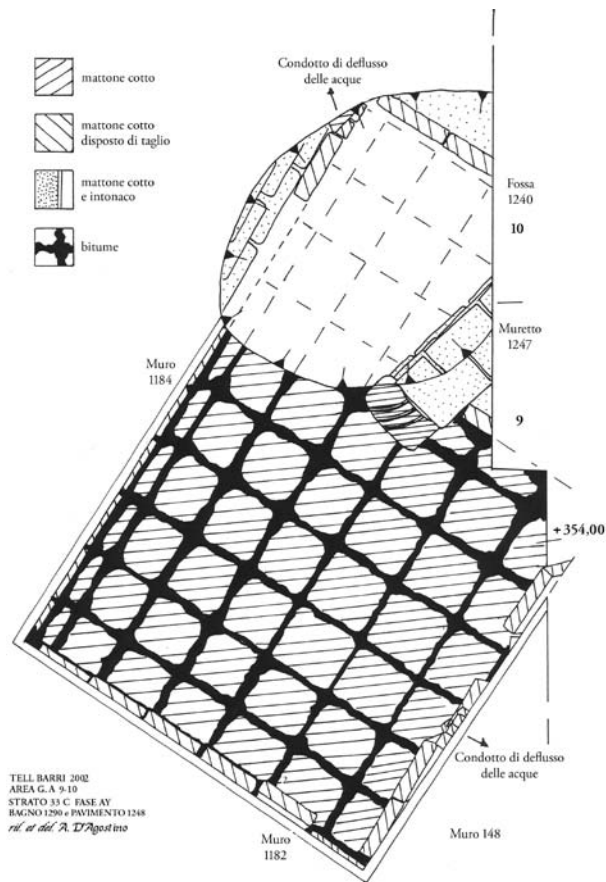 mattone cotto
mattone cotto
disposto di taglio
mattone cotto
e intonaco
bitume
Condotto di deflusso
delle acque
Fossa
1240
10
Muretto
1247
9
Muro
1184
+354,00
Condotto di deflusso
delle acque
Muro 148
Muro
1182
TELL BARRI 2002
AREA G. A 9-10
STRATO 33 C FASE AY
BAGNO 1290 e PAVIMENTO 1248
ril. et del. A. D'Agostino